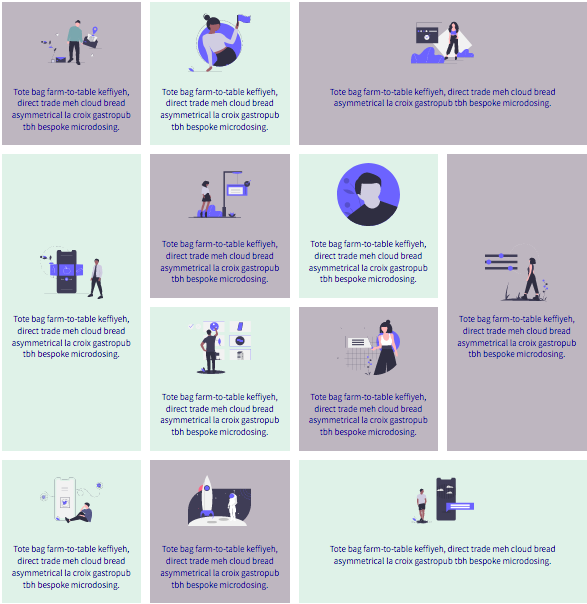 Tote bag farm-to-table keffiyeh,
direct trade meh cloud bread
asymmetrical la croix gastropub
tbh bespoke microdosing.
Tote bag farm-to-table keffiyeh,
direct trade meh cloud bread
asymmetrical la croix gastropub
tbh bespoke microdosing.
Tote bag farm-to-table keffiyeh, direct trade meh cloud bread
asymmetrical la croix gastropub tbh bespoke microdosing.
Tote bag farm-to-table keffiyeh,
direct trade meh cloud bread
asymmetrical la croix gastropub
tbh bespoke microdosing.
Tote bag farm-to-table keffiyeh,
direct trade meh cloud bread
asymmetrical la croix gastropub
tbh bespoke microdosing.
Tote bag farm-to-table keffiyeh,
direct trade meh cloud bread
asymmetrical la croix gastropub
tbh bespoke microdosing.
Tote bag farm-to-table keffiyeh,
direct trade meh cloud bread
asymmetrical la croix gastropub
tbh bespoke microdosing.
Tote bag farm-to-table keffiyeh,
direct trade meh cloud bread
asymmetrical la croix gastropub
tbh bespoke microdosing.
Tote bag farm-to-table keffiyeh,
direct trade meh cloud bread
asymmetrical la croix gastropub
tbh bespoke microdosing.
Tote bag farm-to-table keffiyeh,
direct trade meh cloud bread
asymmetrical la croix gastropub
tbh bespoke microdosing.
Tote bag farm-to-table keffiyeh,
direct trade meh cloud bread
asymmetrical la croix gastropub
tbh bespoke microdosing.
Tote bag farm-to-table keffiyeh, direct trade meh cloud bread
asymmetrical la croix gastropub tbh bespoke microdosing.